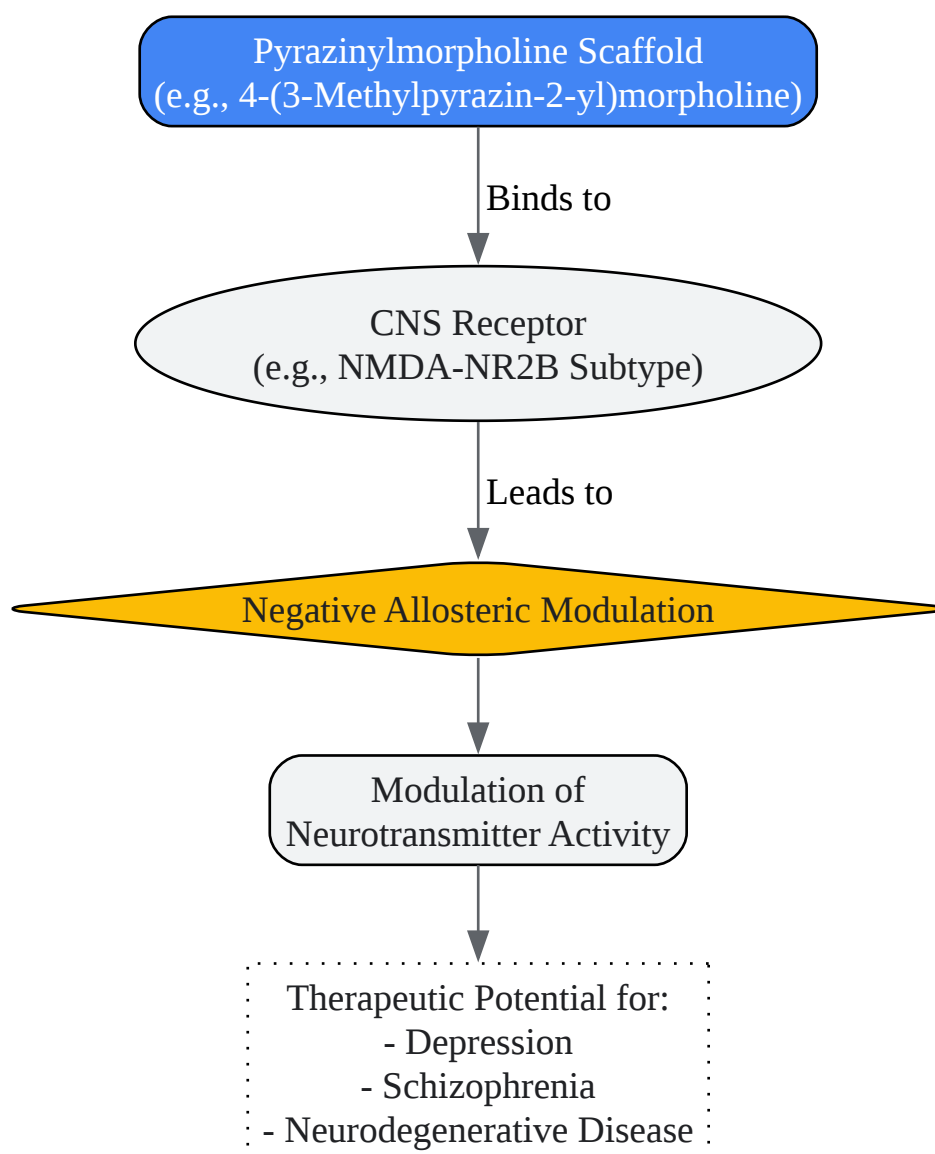 Pyrazinylmorpholine Scaffold
(e.g., 4-(3-Methylpyrazin-2-yl)morpholine)
Binds to
CNS Receptor
(e.g., NMDA-NR2B Subtype)
Leads to
Negative Allosteric Modulation
Modulation of
Neurotransmitter Activity
Therapeutic Potential for:
- Depression
- Schizophrenia
- Neurodegenerative Disease